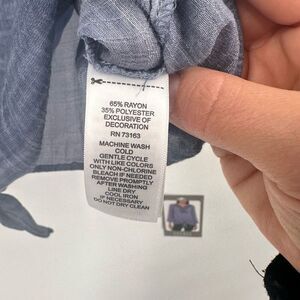 65% RAYON
35% POLYESTER
EXCLUSIVE OF
DECORATION
RN 73163
MACHINE WASH
COLD
GENTLE CYCLE
WITH LIKE COLORS
ONLY NON-CHLORINE
BLEACH IF NEEDED
REMOVE PROMPTLY
AFTER WASHING
LINE DRY
COOL IRON
IF NECESSARY
DO NOT DRY CLEAN